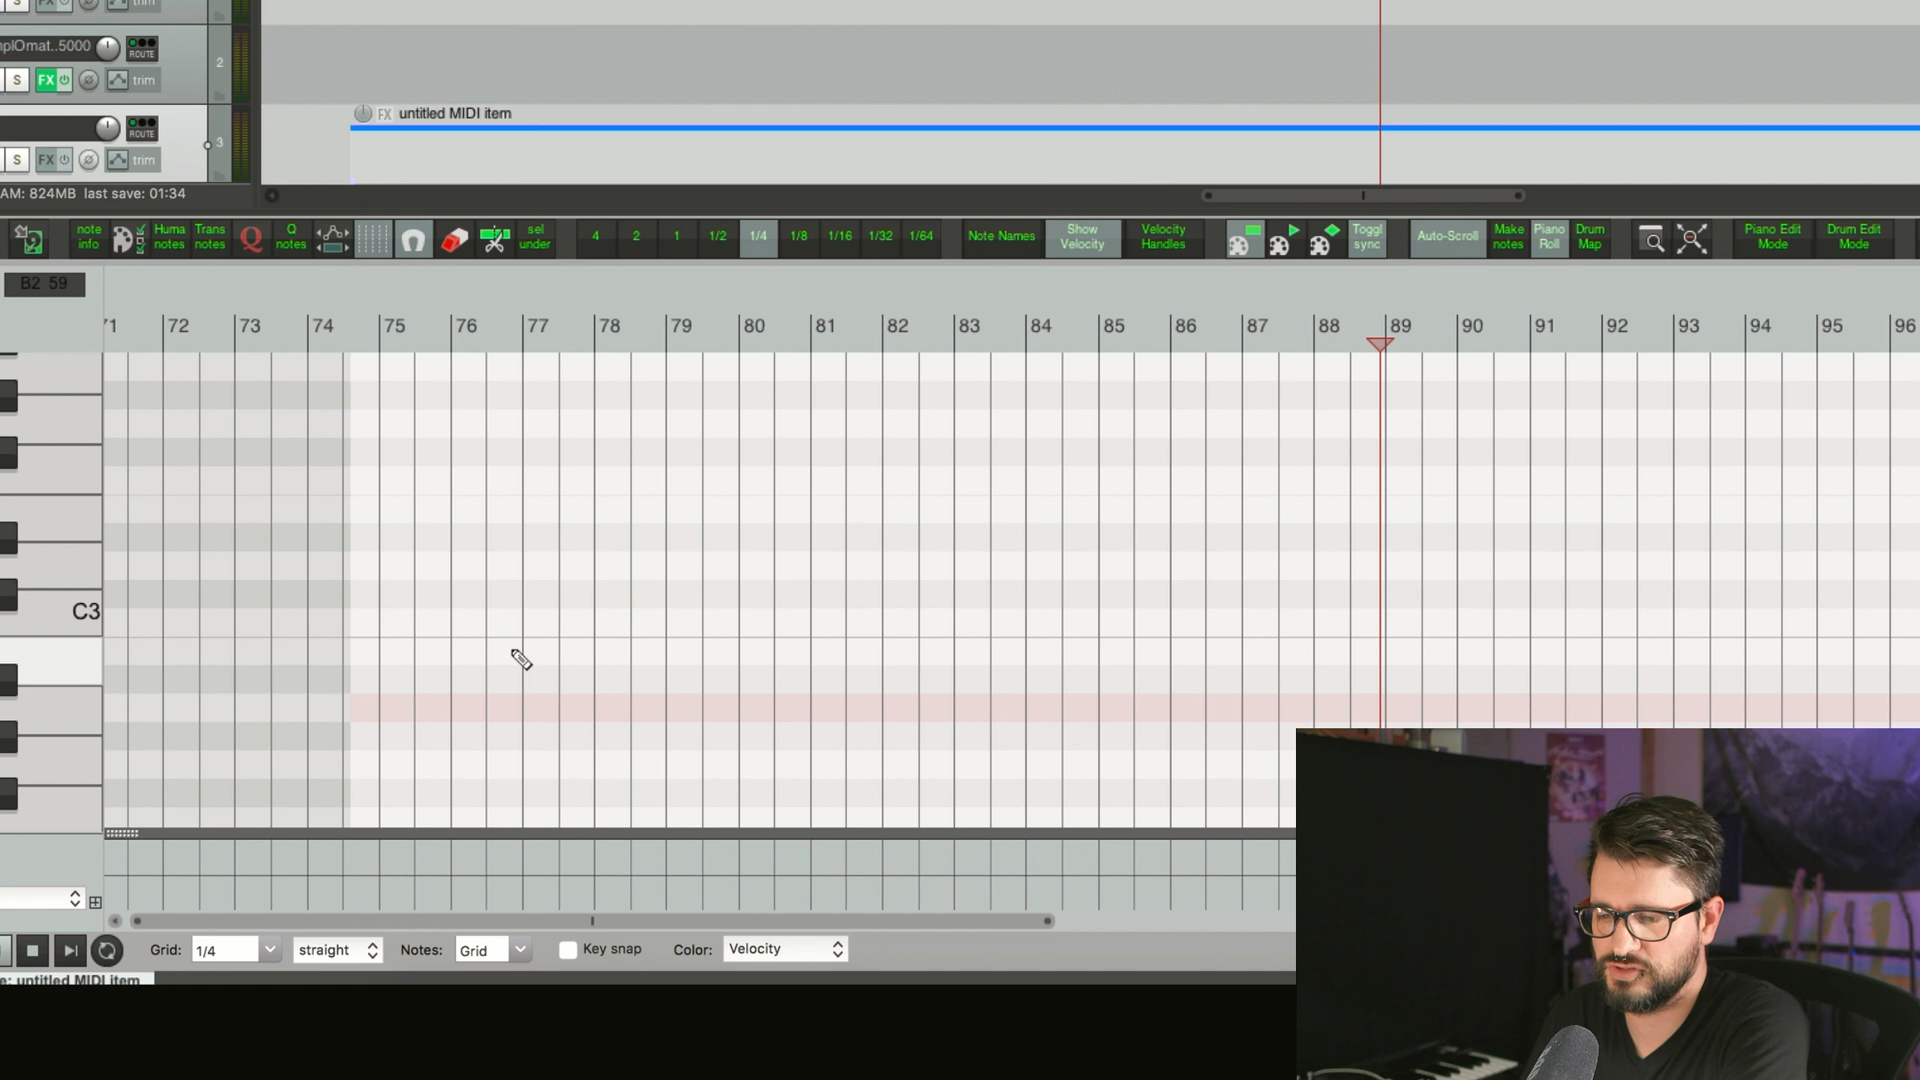 S FX trim
mplOmat..5000 ROUTE
2
S FX trim
FX untitled MIDI item
ROUTE
3
S FX trim
AM: 824MB last save: 01:34
note info
Huma notes
Trans notes
Q
Q notes
sel under
4 2 1 1/2 1/4 1/8 1/16 1/32 1/64
Note Names
Show Velocity
Velocity Handles
Toggl sync
Auto-Scroll
Make notes
Piano Roll
Drum Map
Piano Edit Mode
Drum Edit Mode
B2 59
71 72 73 74 75 76 77 78 79 80 81 82 83 84 85 86 87 88 89 90 91 92 93 94 95 96
C3
Grid: 1/4 straight Notes: Grid Key snap Color: Velocity
e: untitled MIDI item